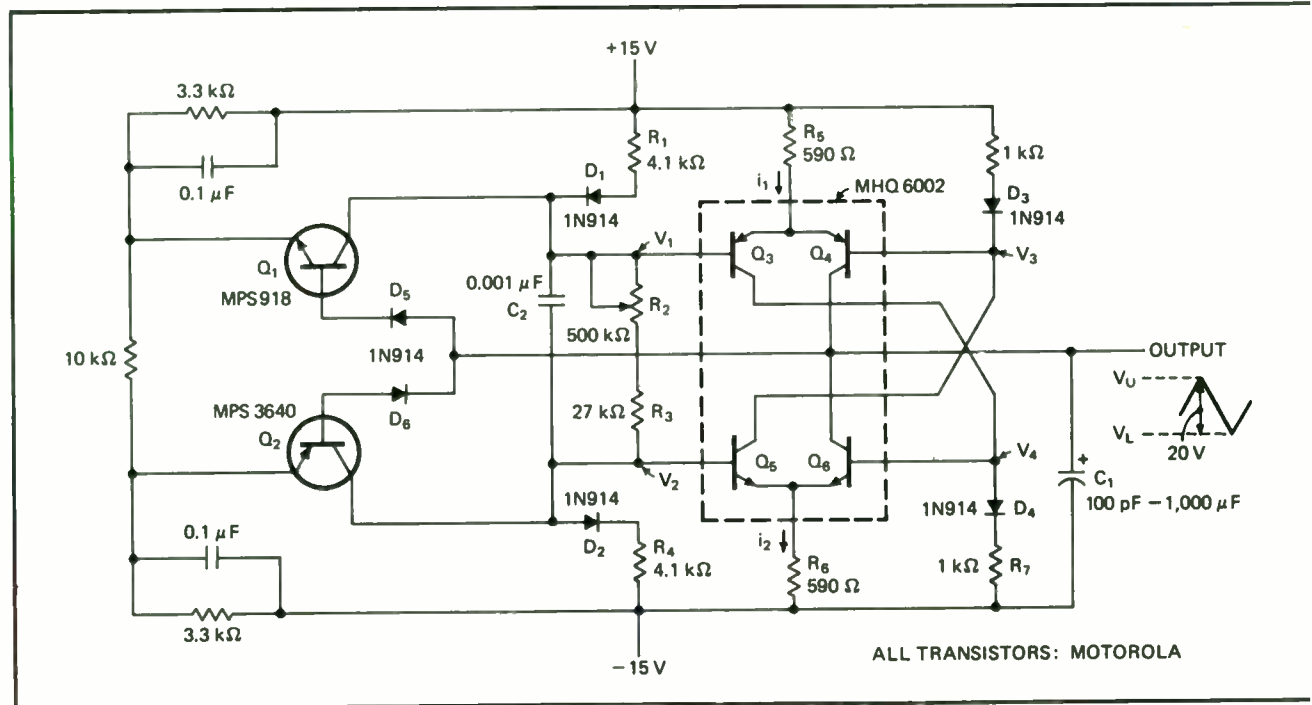 +15 V
3.3 kΩ
0.1 µF
R1
4.1 kΩ
D1
1N914
R5
590 Ω
i1
MHQ 6002
1 kΩ
D3
1N914
V1
Q3
Q4
V3
Q1
MPS918
D5
0.001 µF
C2
R2
500 kΩ
10 kΩ
1N914
OUTPUT
VU
VL
20 V
MPS 3640
D6
Q2
27 kΩ
R3
V2
Q5
Q6
V4
+
C1
100 pF – 1,000 µF
1N914
D2
1N914
D4
0.1 µF
R4
4.1 kΩ
i2
R6
590 Ω
1 kΩ
R7
3.3 kΩ
–15 V
ALL TRANSISTORS: MOTOROLA